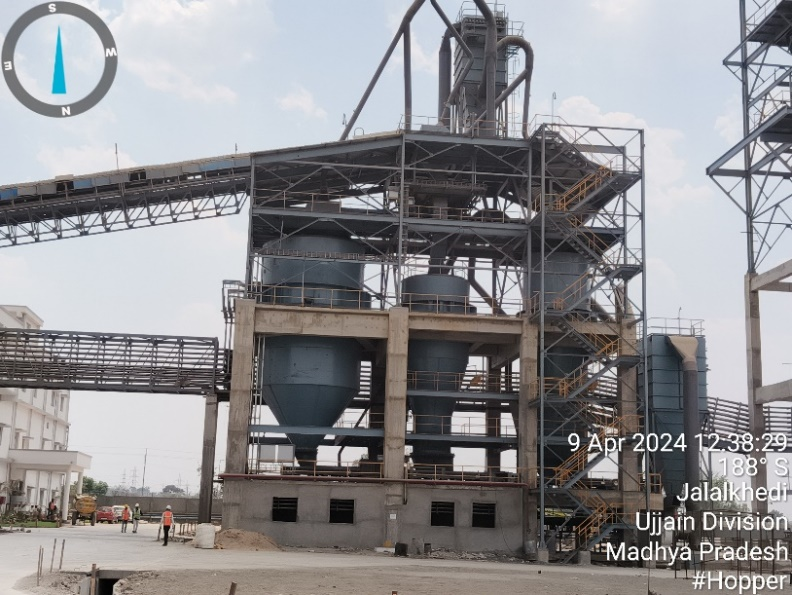 S
E
W
N
9 Apr 2024 12:38:29
188° S
Jalalkhedi
Ujjain Division
Madhya Pradesh
#Hopper